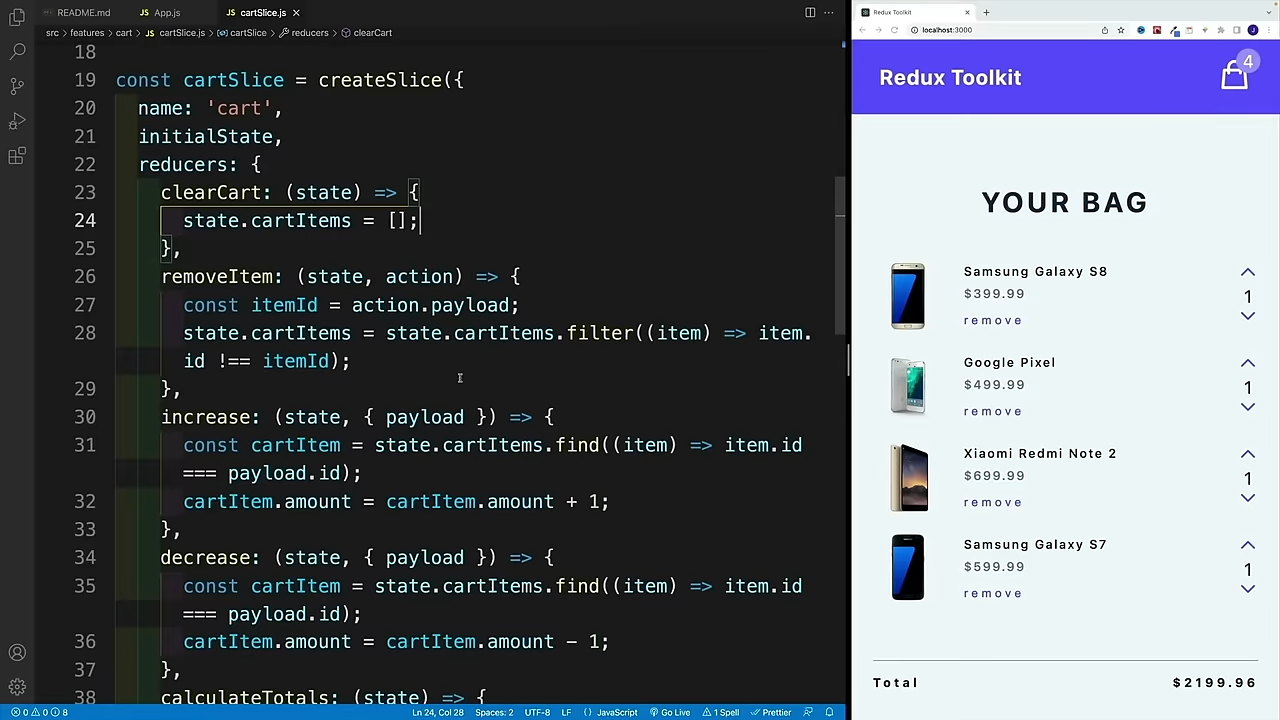 README.md
App.js
cartSlice.js
src > features > cart > JS
reducers > clearCart
18
19 const cartSlice = createSlice({
20 name: 'cart',
21 initialState,
22 reducers: {
23 clearCart: (state) => {
24 state.cartItems = [];
25 },
26 removeItem: (state, action) => {
27 const itemId = action.payload;
28 state.cartItems = state.cartItems.filter((item) => item.
id !== itemId);
29 },
30 increase: (state, { payload }) => {
31 const cartItem = state.cartItems.find((item) => item.id
=== payload.id);
32 cartItem.amount = cartItem.amount + 1;
33 },
34 decrease: (state, { payload }) => {
35 const cartItem = state.cartItems.find((item) => item.id
=== payload.id);
36 cartItem.amount = cartItem.amount - 1;
37 },
38 calculateTotals: (state) => {
0 0 8
Ln 24, Col 28 Spaces: 2 UTF-8 LF {} JavaScript Go Live 1 Spell Prettier
Redux Toolkit
localhost:3000
Redux Toolkit
4
YOUR BAG
Samsung Galaxy S8
$399.99
remove
1
Google Pixel
$499.99
remove
1
Xiaomi Redmi Note 2
$699.99
remove
1
Samsung Galaxy S7
$599.99
remove
1
Total $2199.96